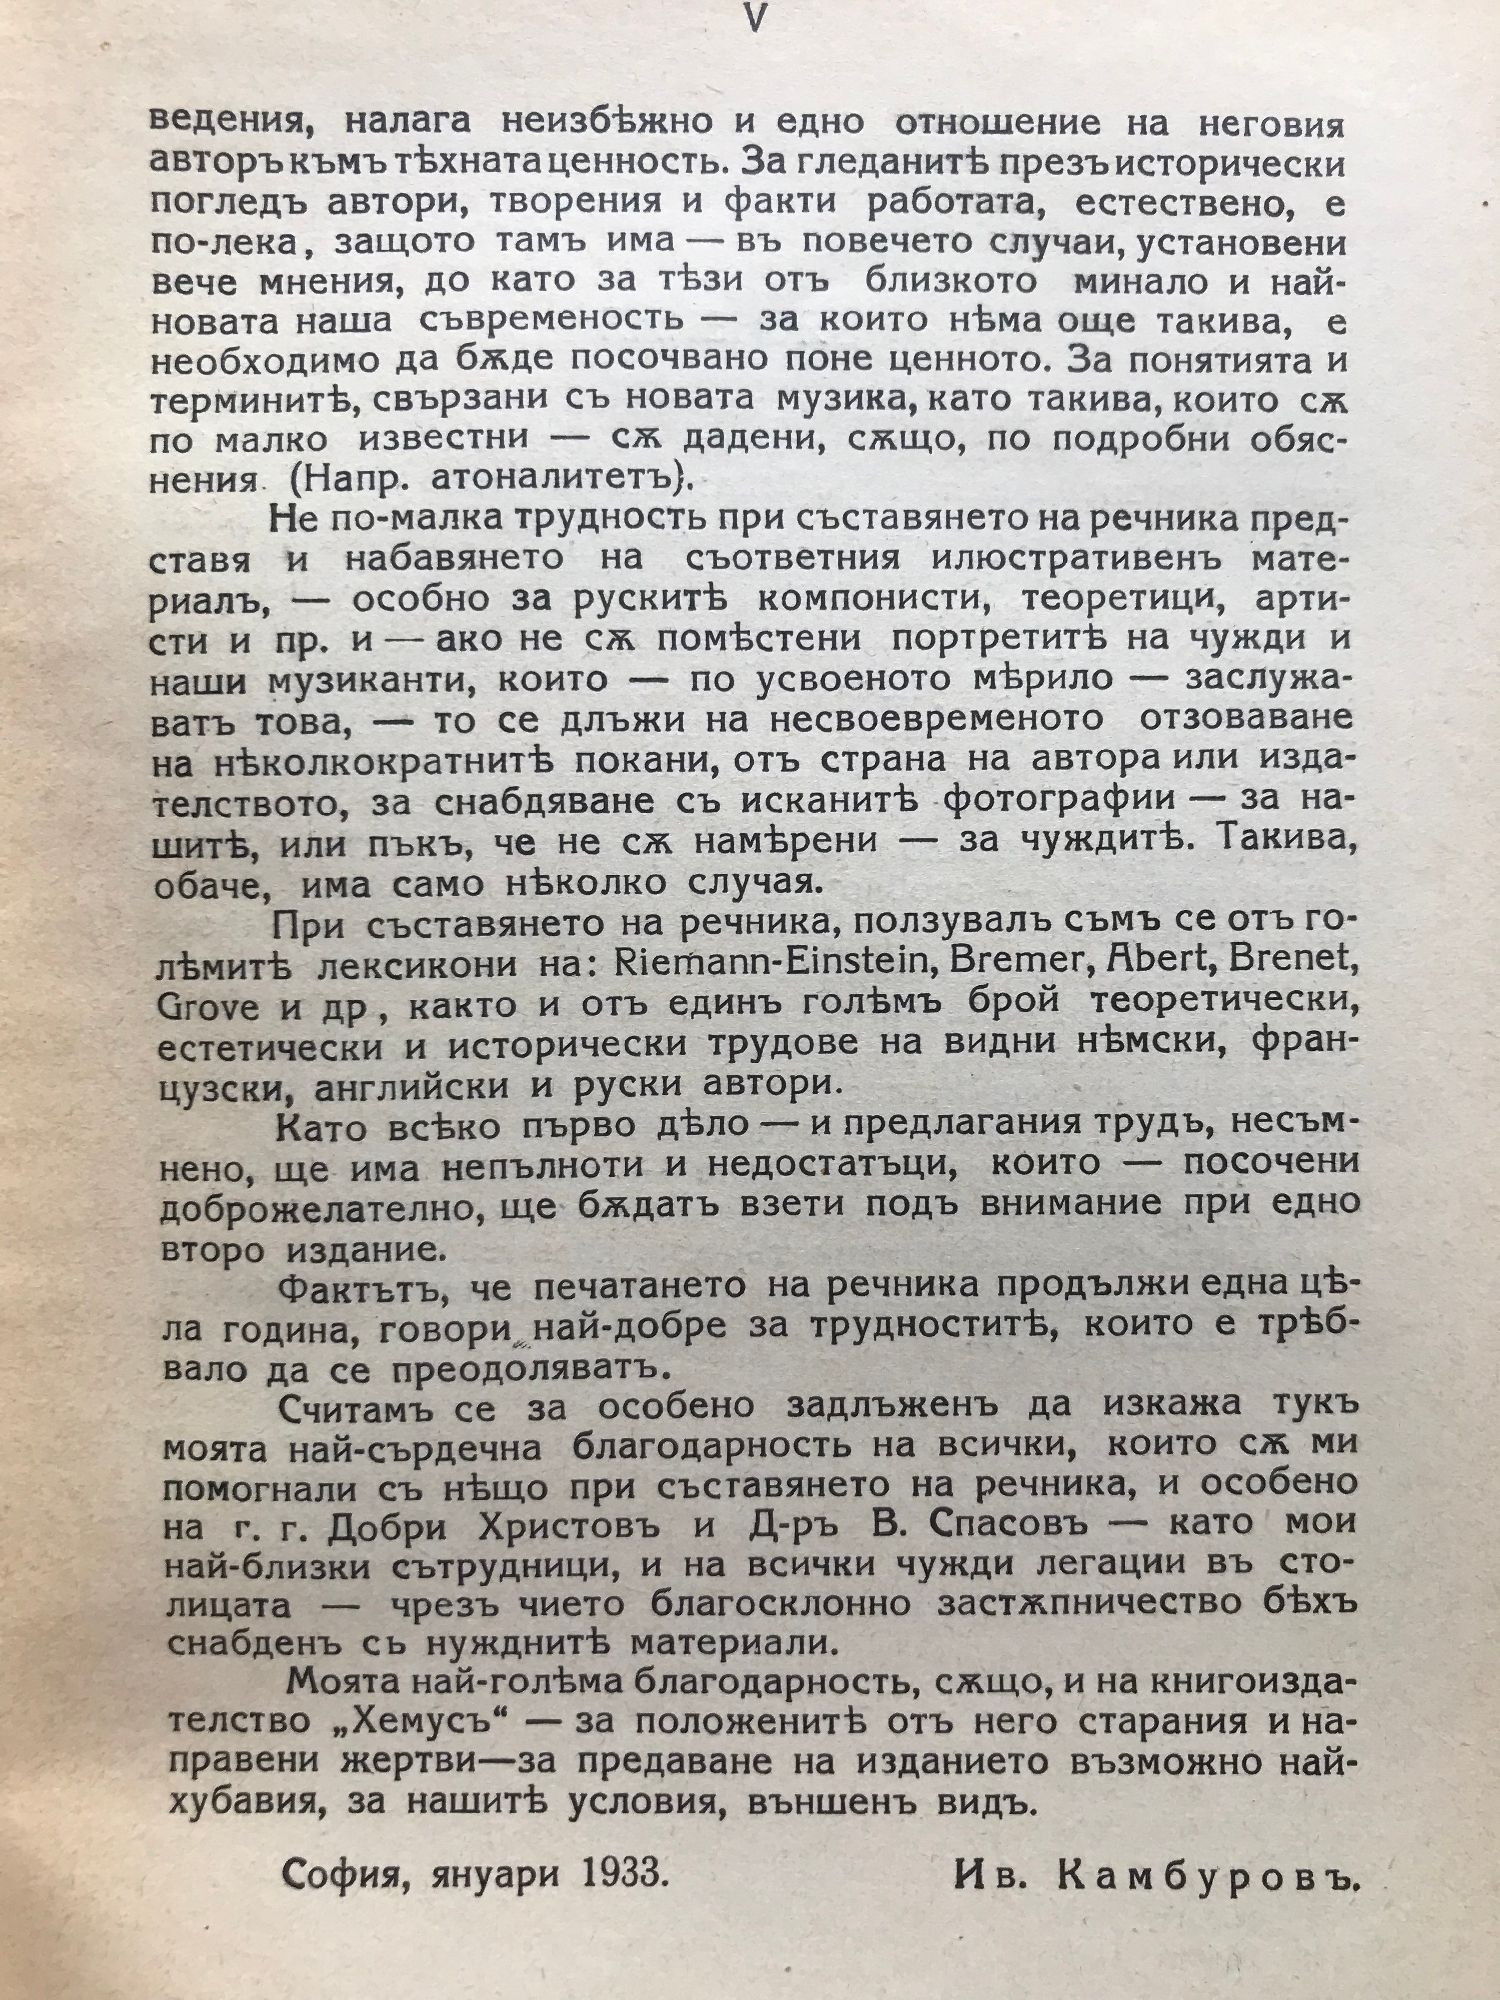 V
ведения, налага неизбѣжно и едно отношение на неговия
авторъ къмъ тѣхната ценность. За гледанитѣ презъ исторически
погледъ автори, творения и факти работата, естествено, е
по-лека, защото тамъ има — въ повечето случаи, установени
вече мнения, до като за тѣзи отъ близкото минало и най-
новата наша съвременость — за които нѣма още такива, е
необходимо да бѫде посочвано поне ценното. За понятията и
терминитѣ, свързани съ новата музика, като такива, които сѫ
по малко известни — сѫ дадени, сѫщо, по подробни обяс-
нения. (Напр. атоналитетъ).
Не по-малка трудность при съставянето на речника пред-
ставя и набавянето на съответния илюстративенъ мате-
риалъ, — особно за рускитѣ компонисти, теоретици, арти-
сти и пр. и — ако не сѫ помѣстени портретитѣ на чужди и
наши музиканти, които — по усвоеното мѣрило — заслужа-
ватъ това, — то се длъжи на несвоевременото отзоваване
на нѣколкократнитѣ покани, отъ страна на автора или изда-
телството, за снабдяване съ исканитѣ фотографии — за на-
шитѣ, или пъкъ, че не сѫ намѣрени — за чуждитѣ. Такива,
обаче, има само нѣколко случая.
При съставянето на речника, ползувалъ съмъ се отъ го-
лѣмитѣ лексикони на: Riemann-Einstein, Bremer, Abert, Brenet,
Grove и др , както и отъ единъ голѣмъ брой теоретически,
естетически и исторически трудове на видни нѣмски, фран-
цузски, английски и руски автори.
Като всѣко първо дѣло — и предлагания трудъ, несъм-
нено, ще има непълноти и недостатъци, които — посочени
доброжелателно, ще бѫдатъ взети подъ внимание при едно
второ издание.
Фактътъ, че печатането на речника продължи една цѣ-
ла година, говори най-добре за трудноститѣ, които е трѣб-
вало да се преодоляватъ.
Считамъ се за особено задлъженъ да изкажа тукъ
моята най-сърдечна благодарность на всички, които сѫ ми
помогнали съ нѣщо при съставянето на речника, и особено
на г. г. Добри Христовъ и Д-ръ В. Спасовъ — като мои
най-близки сътрудници, и на всички чужди легации въ сто-
лицата — чрезъ чието благосклонно застѫпничество бѣхъ
снабденъ съ нужднитѣ материали.
Моята най-голѣма благодарность, сѫщо, и на книгоизда-
телство „Хемусъ“ — за положенитѣ отъ него старания и на-
правени жертви—за предаване на изданието възможно най-
хубавия, за нашитѣ условия, външенъ видъ.
София, януари 1933. Ив. Камбуровъ.